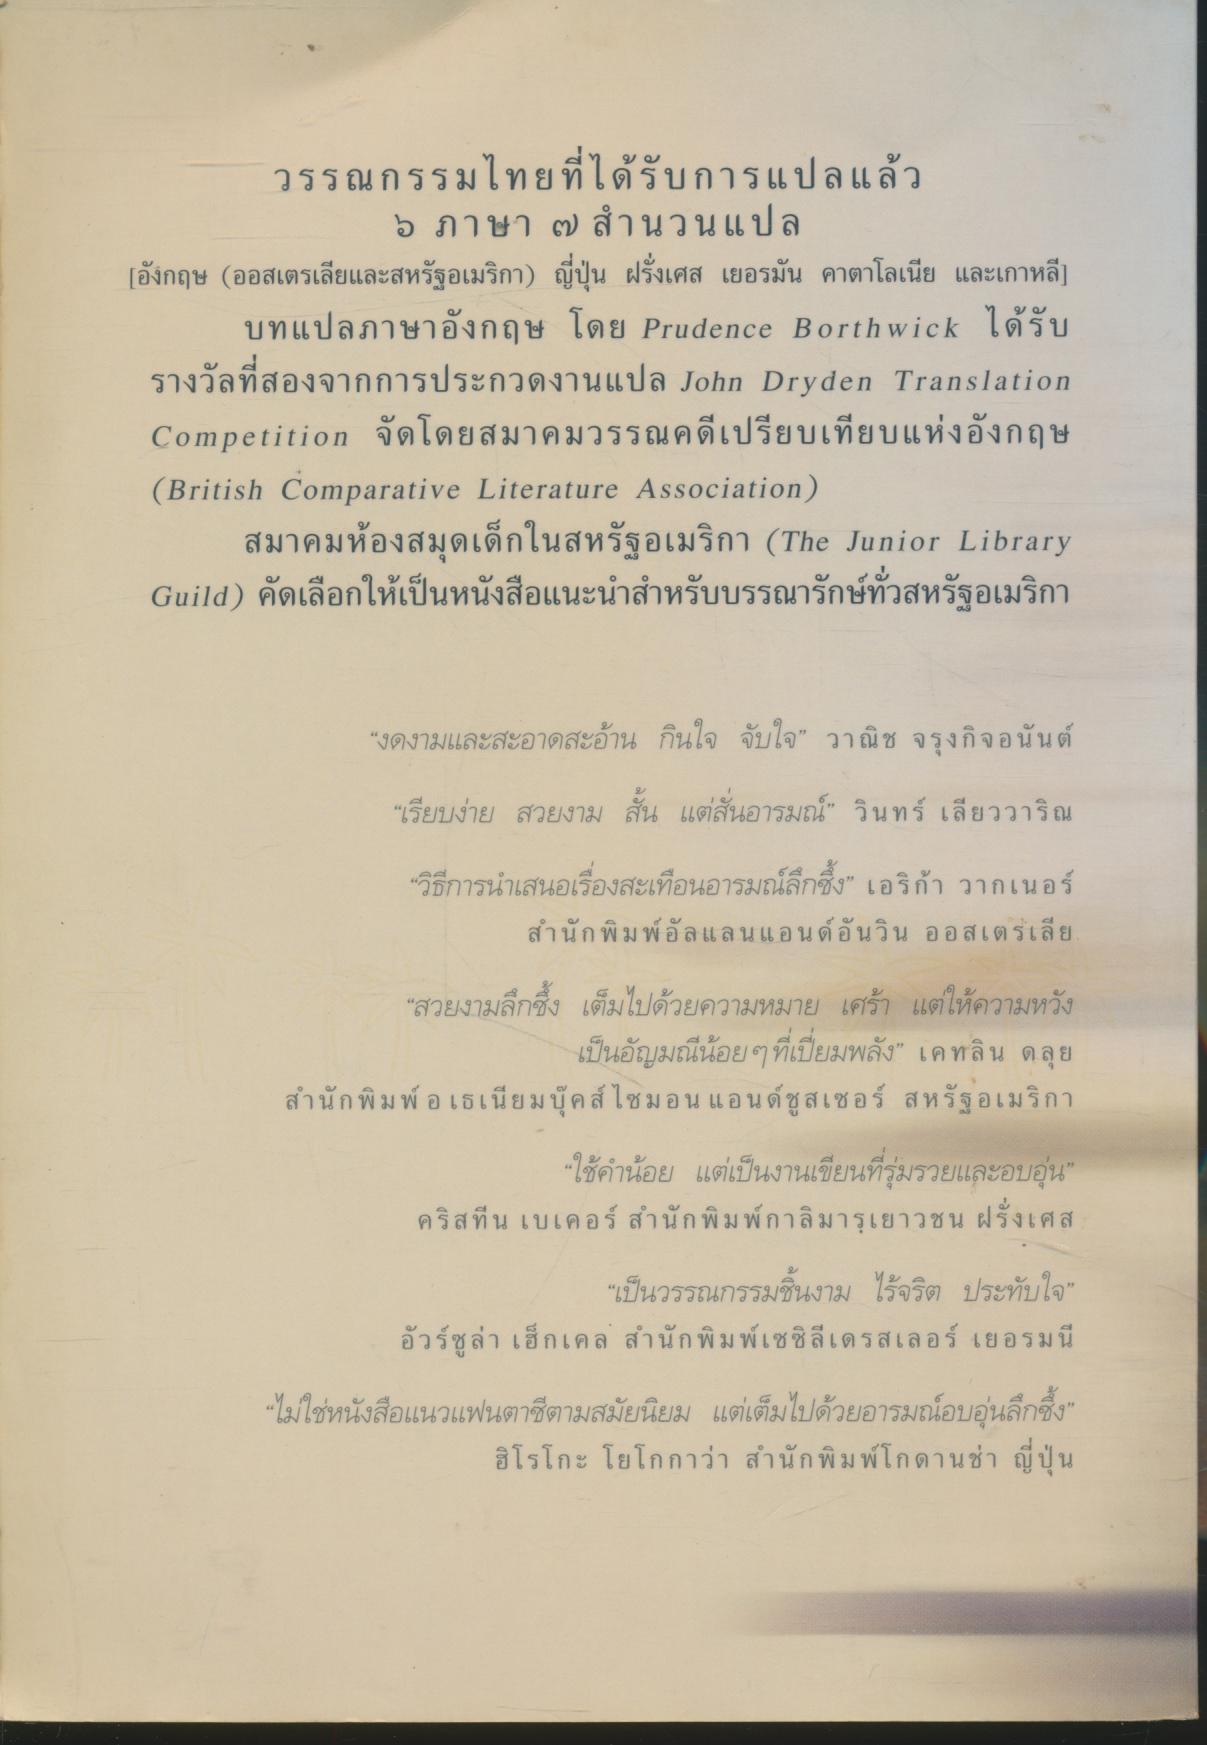 วรรณกรรมไทยที่ได้รับการแปลแล้ว
๖ ภาษา ๗ สำนวนแปล
[อังกฤษ (ออสเตรเลียและสหรัฐอเมริกา) ญี่ปุ่น ฝรั่งเศส เยอรมัน คาตาโลเนีย และเกาหลี]
บทแปลภาษาอังกฤษ โดย Prudence Borthwick ได้รับ
รางวัลที่สองจากการประกวดงานแปล John Dryden Translation
Competition จัดโดยสมาคมวรรณคดีเปรียบเทียบแห่งอังกฤษ
(British Comparative Literature Association)
สมาคมห้องสมุดเด็กในสหรัฐอเมริกา (The Junior Library
Guild) คัดเลือกให้เป็นหนังสือแนะนำสำหรับบรรณารักษ์ทั่วสหรัฐอเมริกา
“งดงามและสะอาดสะอ้าน กินใจ จับใจ” วาณิช จรุงกิจอนันต์
“เรียบง่าย สวยงาม สั้น แต่สั่นอารมณ์” วินทร์ เลียววาริณ
“วิธีการนำเสนอเรื่องสะเทือนอารมณ์ลึกซึ้ง” เอริก้า วากเนอร์
สำนักพิมพ์อัลแลนแอนด์อันวิน ออสเตรเลีย
“สวยงามลึกซึ้ง เต็มไปด้วยความหมาย เศร้า แต่ให้ความหวัง
เป็นอัญมณีน้อยๆที่เปี่ยมพลัง” เคทลิน ดลุย
สำนักพิมพ์อเธเนียมบุ๊คส์ไซมอนแอนด์ชูสเซอร์ สหรัฐอเมริกา
“ใช้คำน้อย แต่เป็นงานเขียนที่รุ่มรวยและอบอุ่น”
คริสทีน เบเคอร์ สำนักพิมพ์กาลิมารฺเยาวชน ฝรั่งเศส
“เป็นวรรณกรรมชิ้นงาม ไร้จริต ประทับใจ”
อัวร์ซูล่า เฮ็กเคล สำนักพิมพ์เซซิลีเดรสเลอร์ เยอรมนี
“ไม่ใช่หนังสือแนวแฟนตาซีตามสมัยนิยม แต่เต็มไปด้วยอารมณ์อบอุ่นลึกซึ้ง”
ฮิโรโกะ โยโกกาว่า สำนักพิมพ์โกดานช่า ญี่ปุ่น